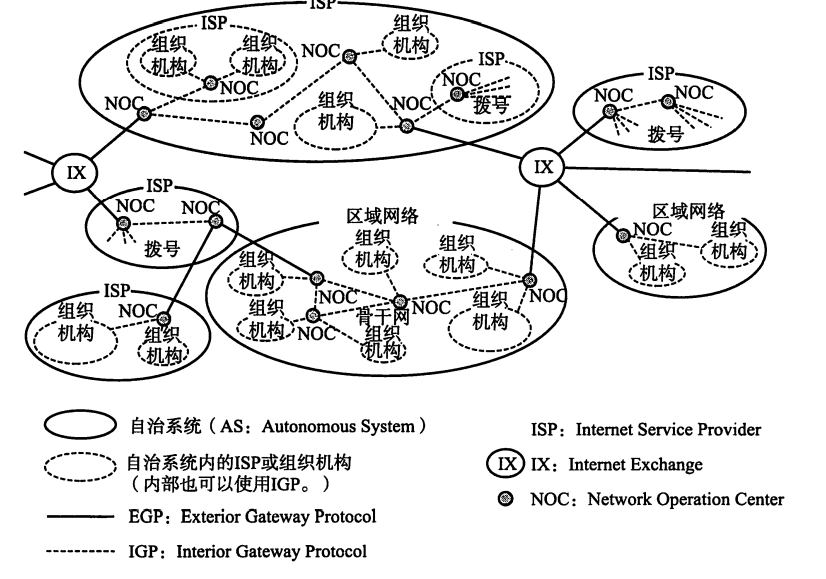 ISP
ISP
组织
机构
组织
机构
NOC
NOC
组织
机构
ISP
NOC
拨号
NOC
NOC
组织
机构
NOC
ISP
NOC
NOC
拨号
IX
IX
ISP
NOC
NOC
拨号
区域网络
组织
机构
组织
机构
组织
机构
NOC
组织
机构
NOC
NOC
骨干网
组织
机构
组织
机构
NOC
区域网络
NOC
组织
机构
组织
机构
ISP
组织
机构
NOC
组织
机构
自治系统（AS：Autonomous System）
自治系统内的ISP或组织机构
（内部也可以使用IGP。）
EGP：Exterior Gateway Protocol
IGP：Interior Gateway Protocol
ISP：Internet Service Provider
IX IX：Internet Exchange
NOC：Network Operation Center